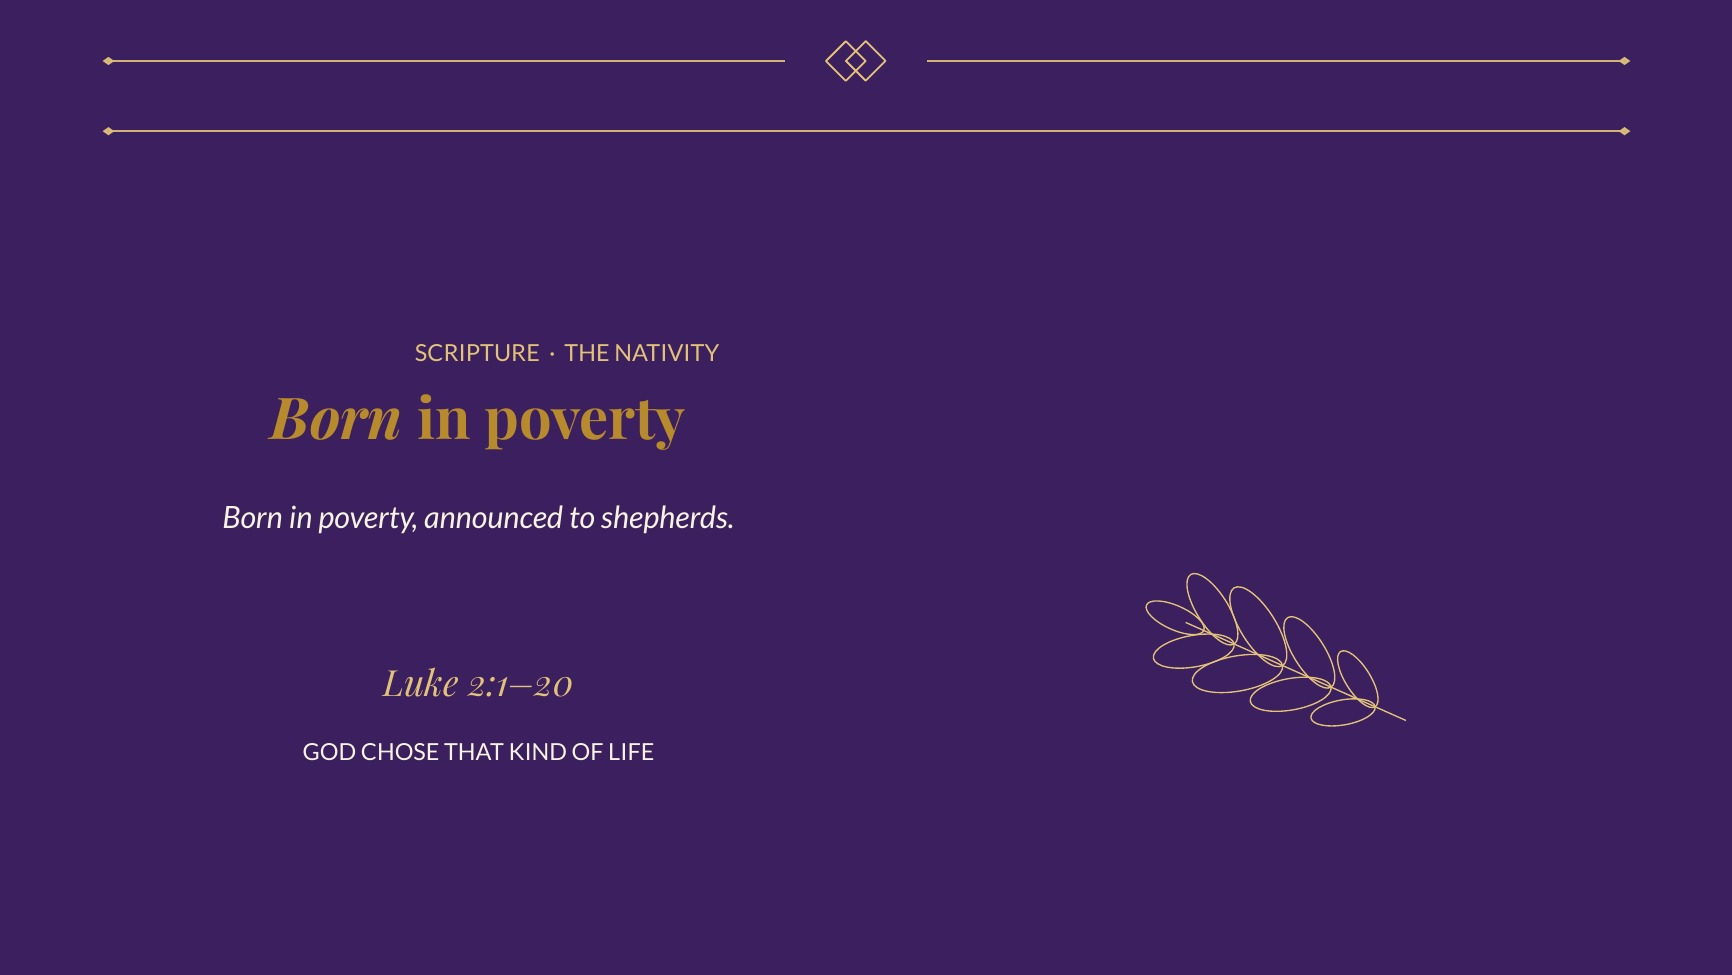 SCRIPTURE · THE NATIVITY
Born in poverty
Born in poverty, announced to shepherds.
Luke 2:1–20
GOD CHOSE THAT KIND OF LIFE